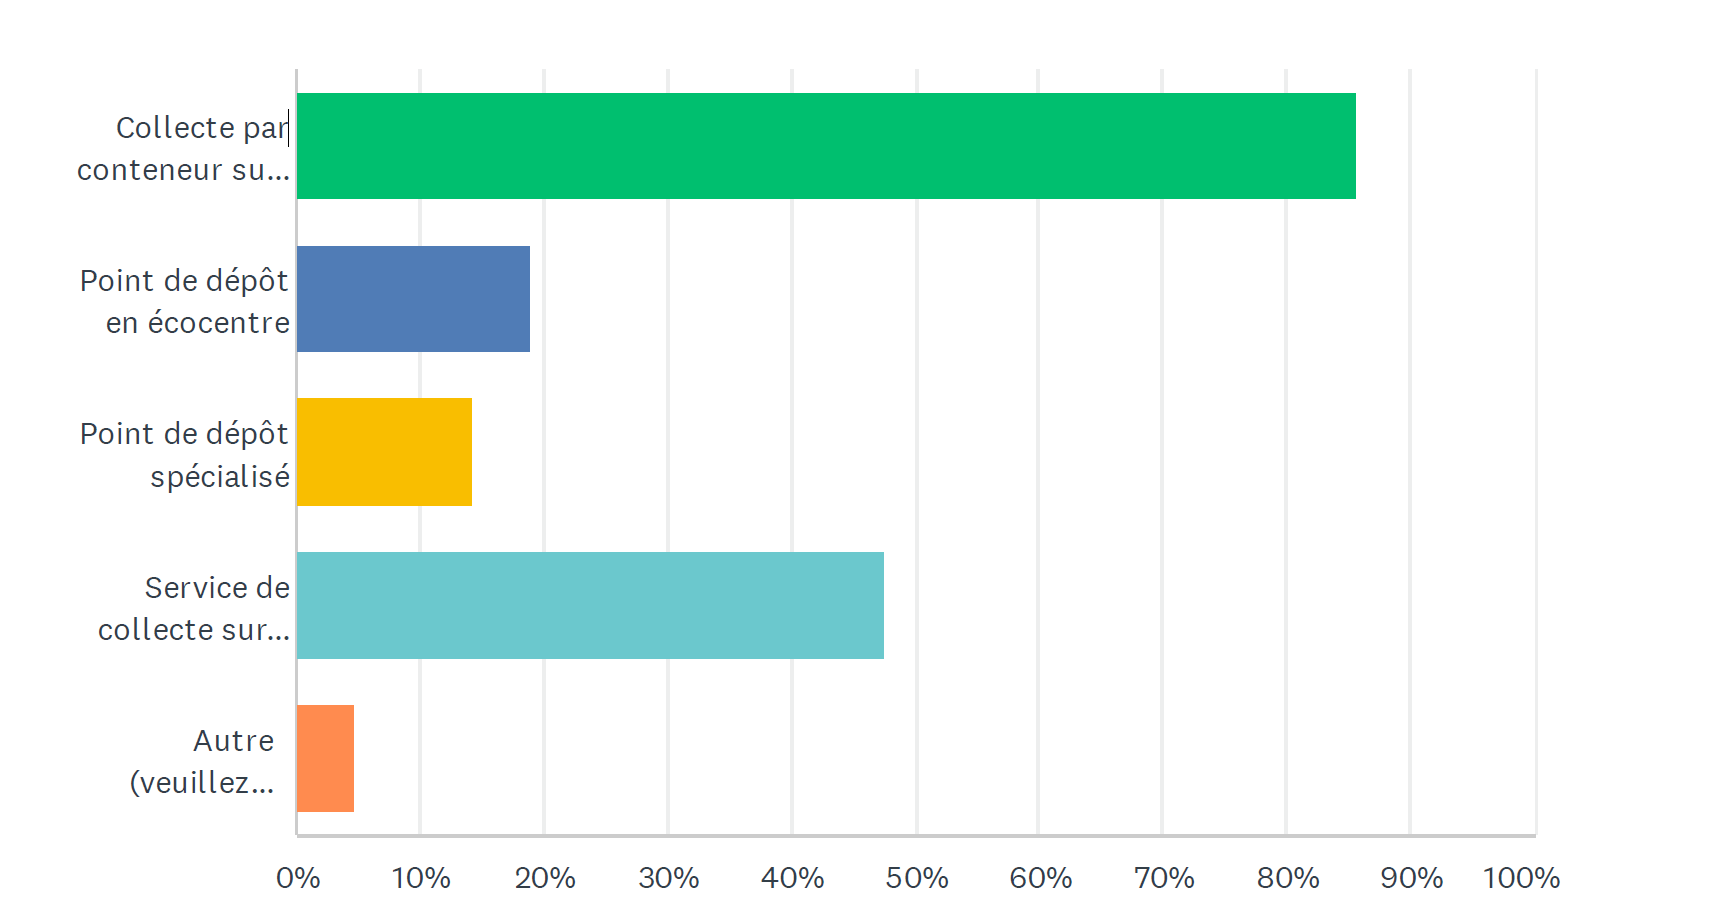 Collecte par
conteneur su...
Point de dépôt
en écocentre
Point de dépôt
spécialisé
Service de
collecte sur...
Autre
(veuillez...
0% 10% 20% 30% 40% 50% 60% 70% 80% 90% 100%